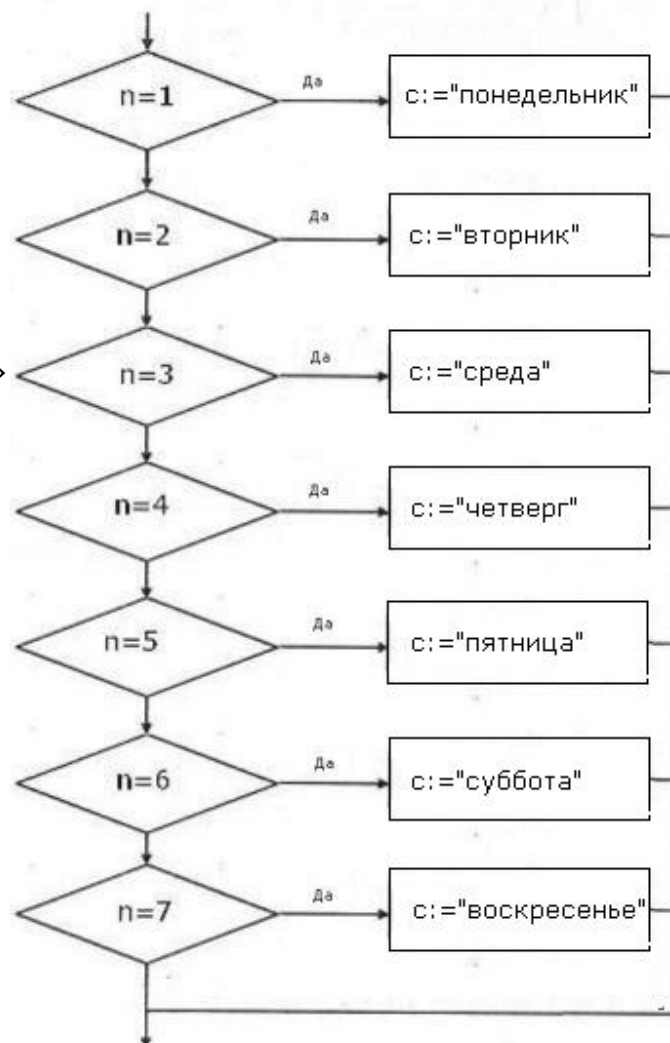 n=1
Да
c:="понедельник"
n=2
Да
c:="вторник"
n=3
Да
c:="среда"
n=4
Да
c:="четверг"
n=5
Да
c:="пятница"
n=6
Да
c:="суббота"
n=7
Да
c:="воскресенье"